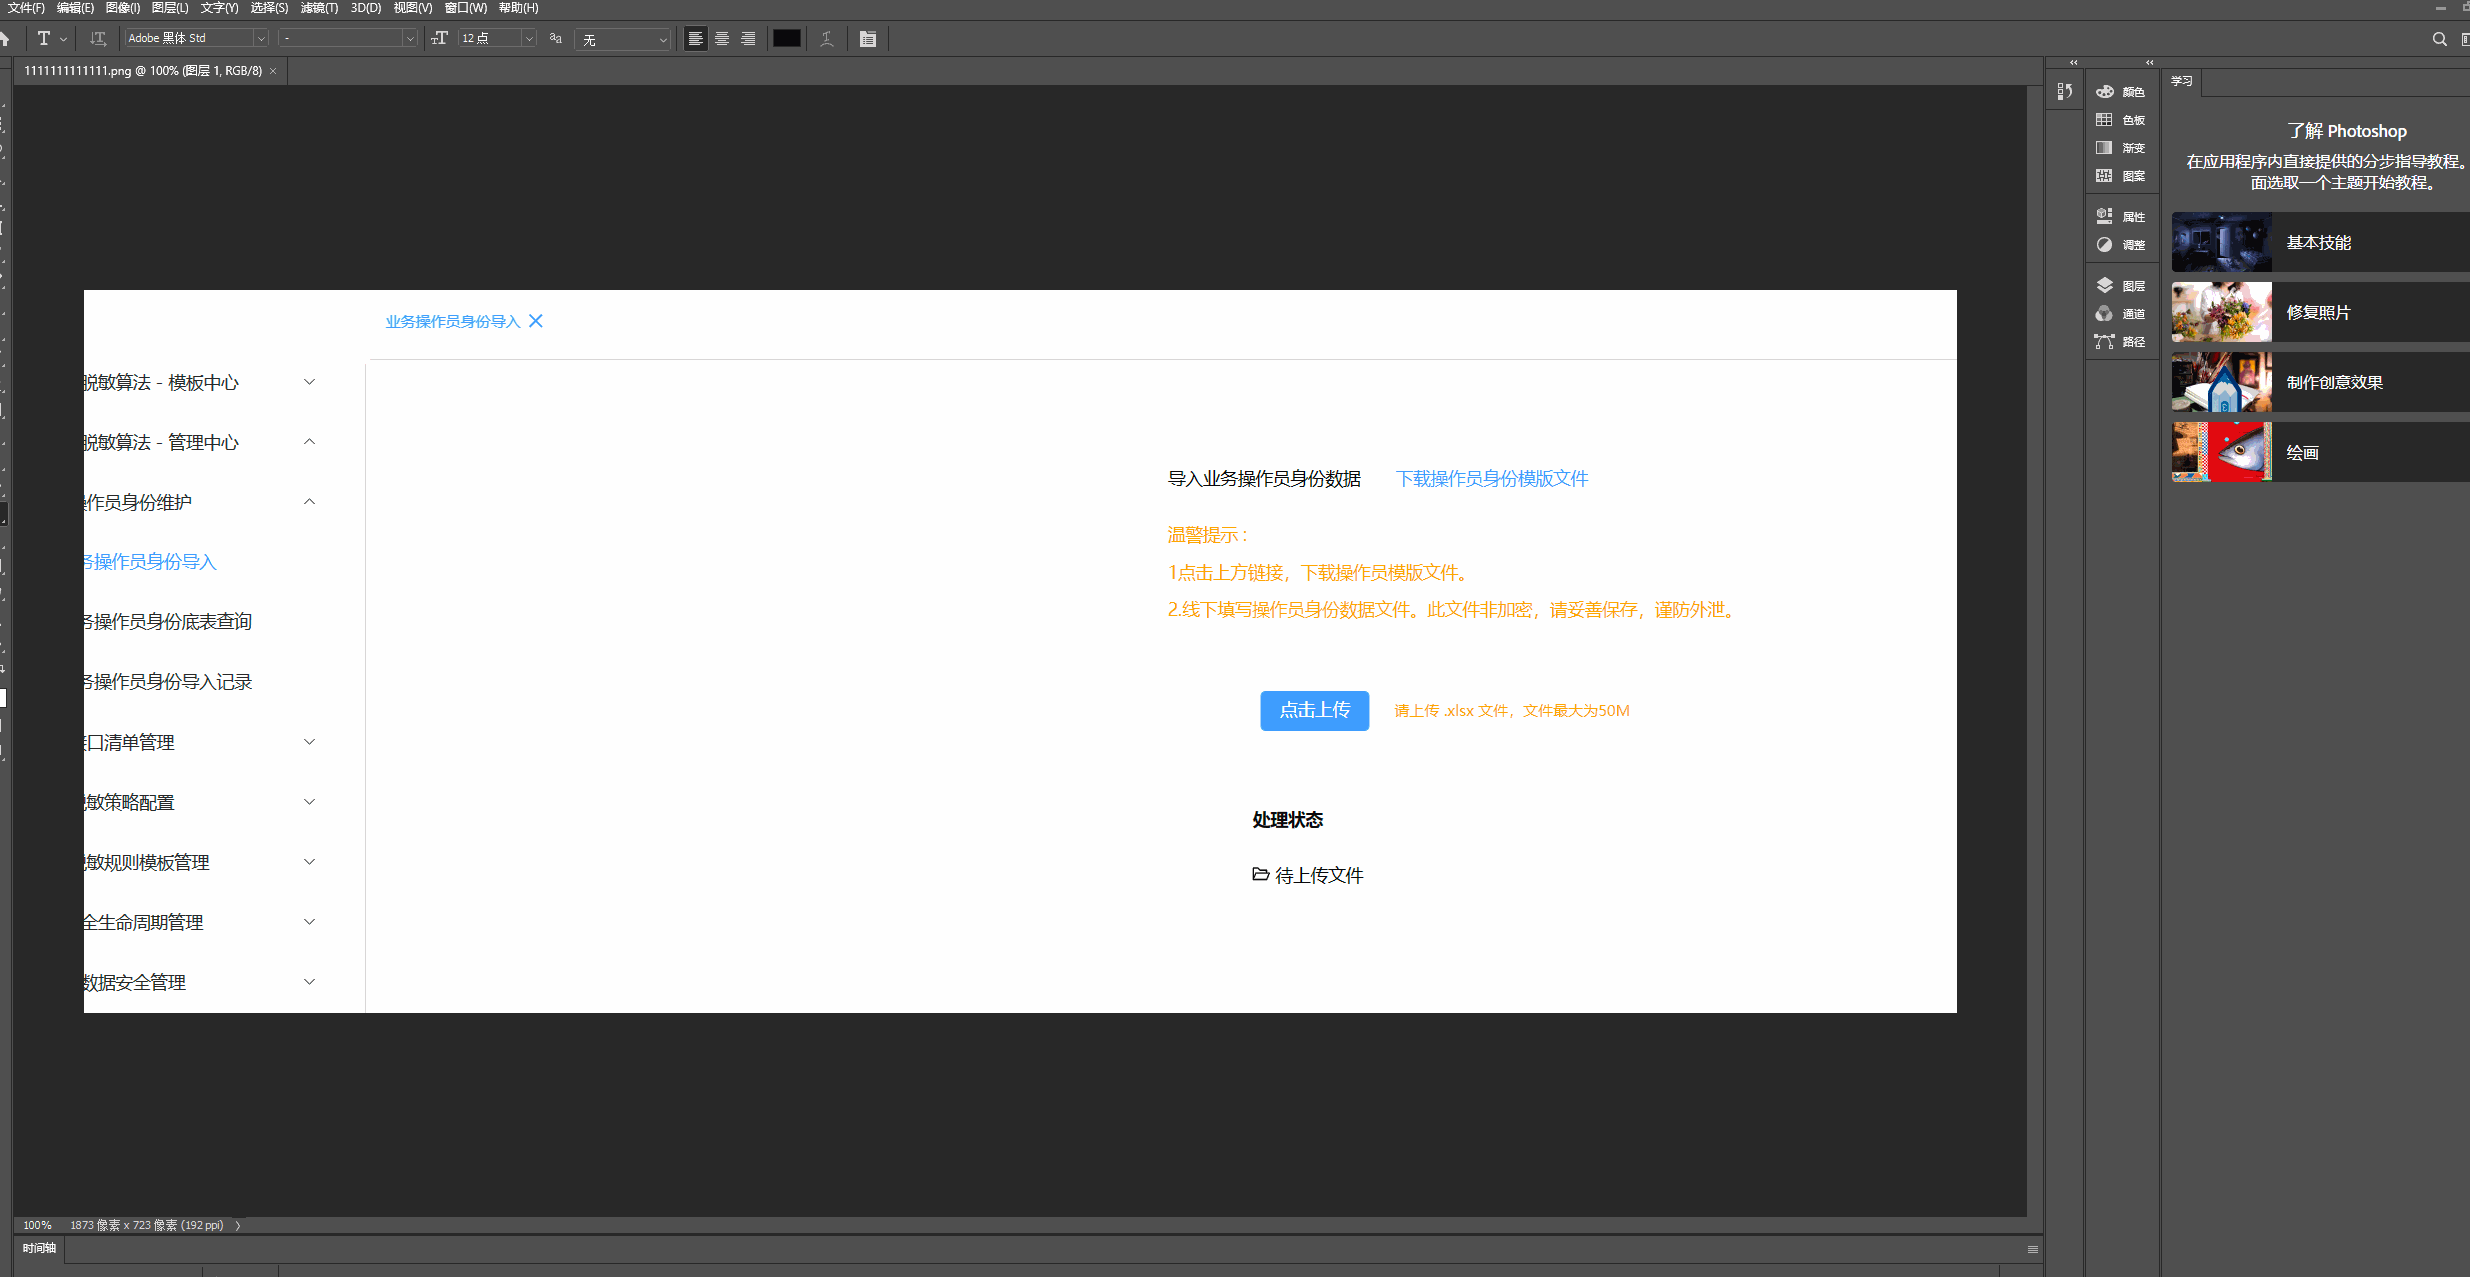 文件(F) 编辑(E) 图像(I) 图层(L) 文字(Y) 选择(S) 滤镜(T) 3D(D) 视图(V) 窗口(W) 帮助(H)
T Adobe 黑体 Std - 12 点 aa 无
1111111111111.png @ 100% (图层 1, RGB/8) ×
业务操作员身份导入
脱敏算法 - 模板中心
脱敏算法 - 管理中心
作员身份维护
操作员身份导入
操作员身份底表查询
操作员身份导入记录
口清单管理
敏策略配置
敏规则模板管理
全生命周期管理
数据安全管理
导入业务操作员身份数据 下载操作员身份模版文件
温警提示：
1点击上方链接，下载操作员模版文件。
2.线下填写操作员身份数据文件。此文件非加密，请妥善保存，谨防外泄。
点击上传 请上传 .xlsx 文件，文件最大为50M
处理状态
待上传文件
颜色
色板
渐变
图案
属性
调整
图层
通道
路径
学习
了解 Photoshop
在应用程序内直接提供的分步指导教程。
面选取一个主题开始教程。
基本技能
修复照片
制作创意效果
绘画
100% 1873 像素 x 723 像素 (192 ppi)
时间轴